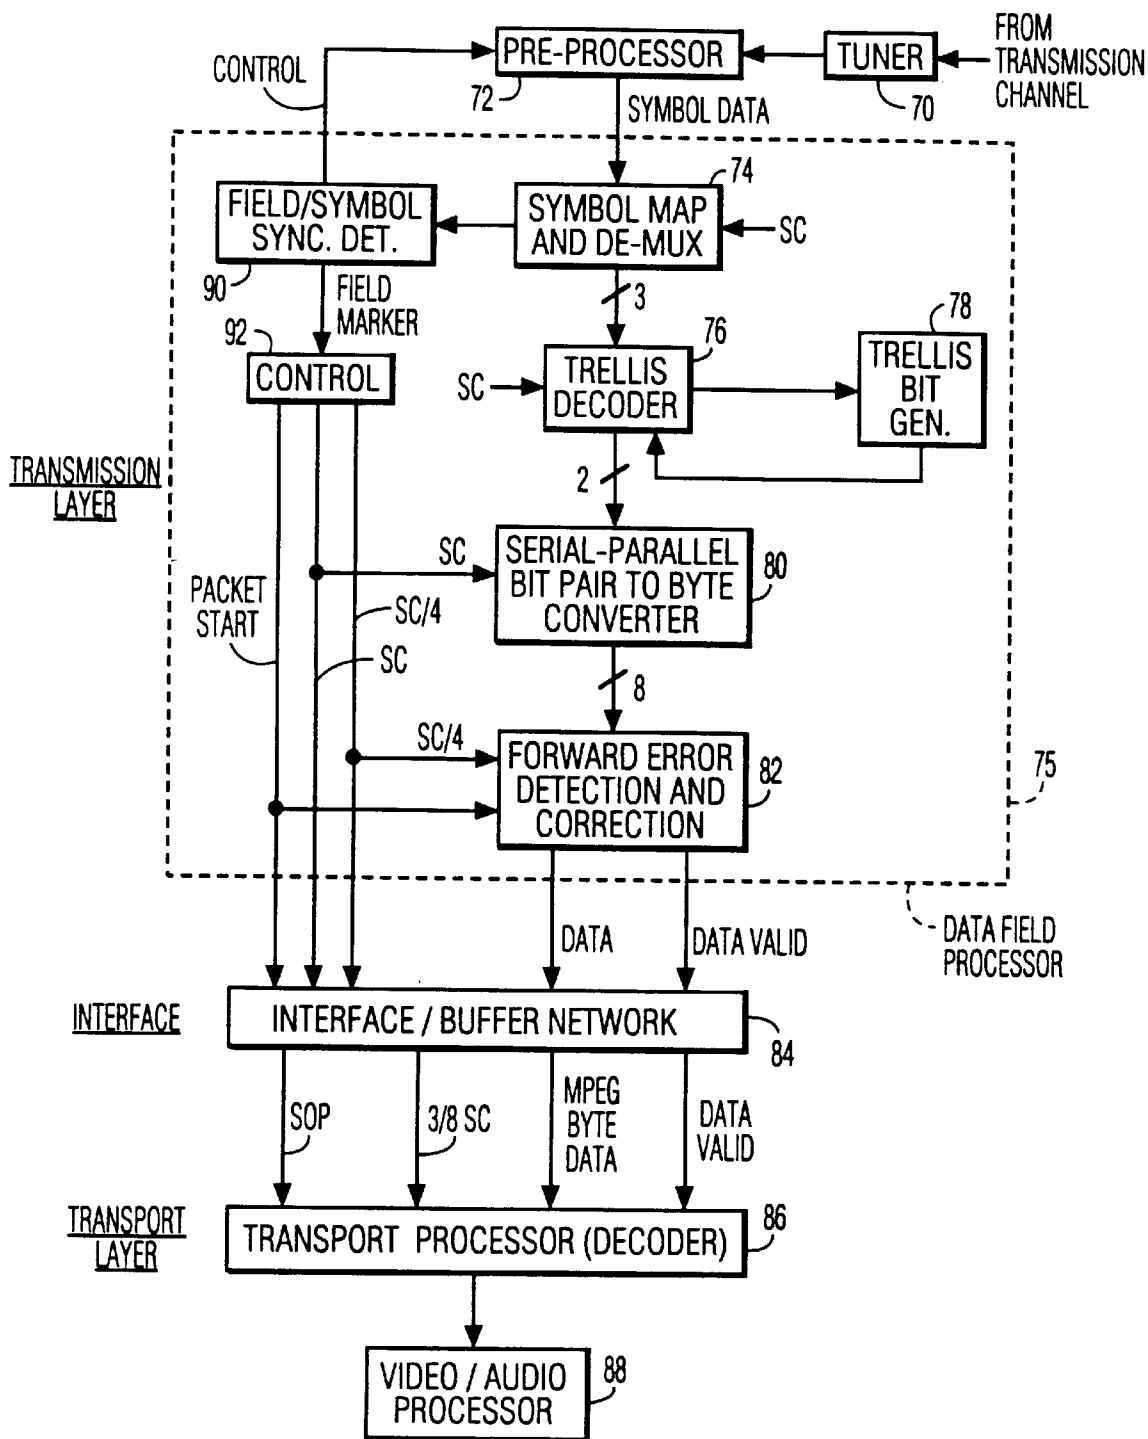 FROM
TRANSMISSION
CHANNEL
TUNER
70
PRE-PROCESSOR
72
CONTROL
SYMBOL DATA
74
FIELD/SYMBOL
SYNC. DET.
90
SYMBOL MAP
AND DE-MUX
SC
3
FIELD
MARKER
92
CONTROL
76
SC
TRELLIS
DECODER
78
TRELLIS
BIT
GEN.
2
TRANSMISSION
LAYER
SERIAL-PARALLEL
BIT PAIR TO BYTE
CONVERTER
80
SC
PACKET
START
SC/4
SC
8
SC/4
FORWARD ERROR
DETECTION AND
CORRECTION
82
75
DATA
DATA VALID
DATA FIELD
PROCESSOR
INTERFACE
INTERFACE / BUFFER NETWORK
84
SOP
3/8 SC
MPEG
BYTE
DATA
DATA
VALID
TRANSPORT
LAYER
TRANSPORT PROCESSOR (DECODER)
86
VIDEO / AUDIO
PROCESSOR
88